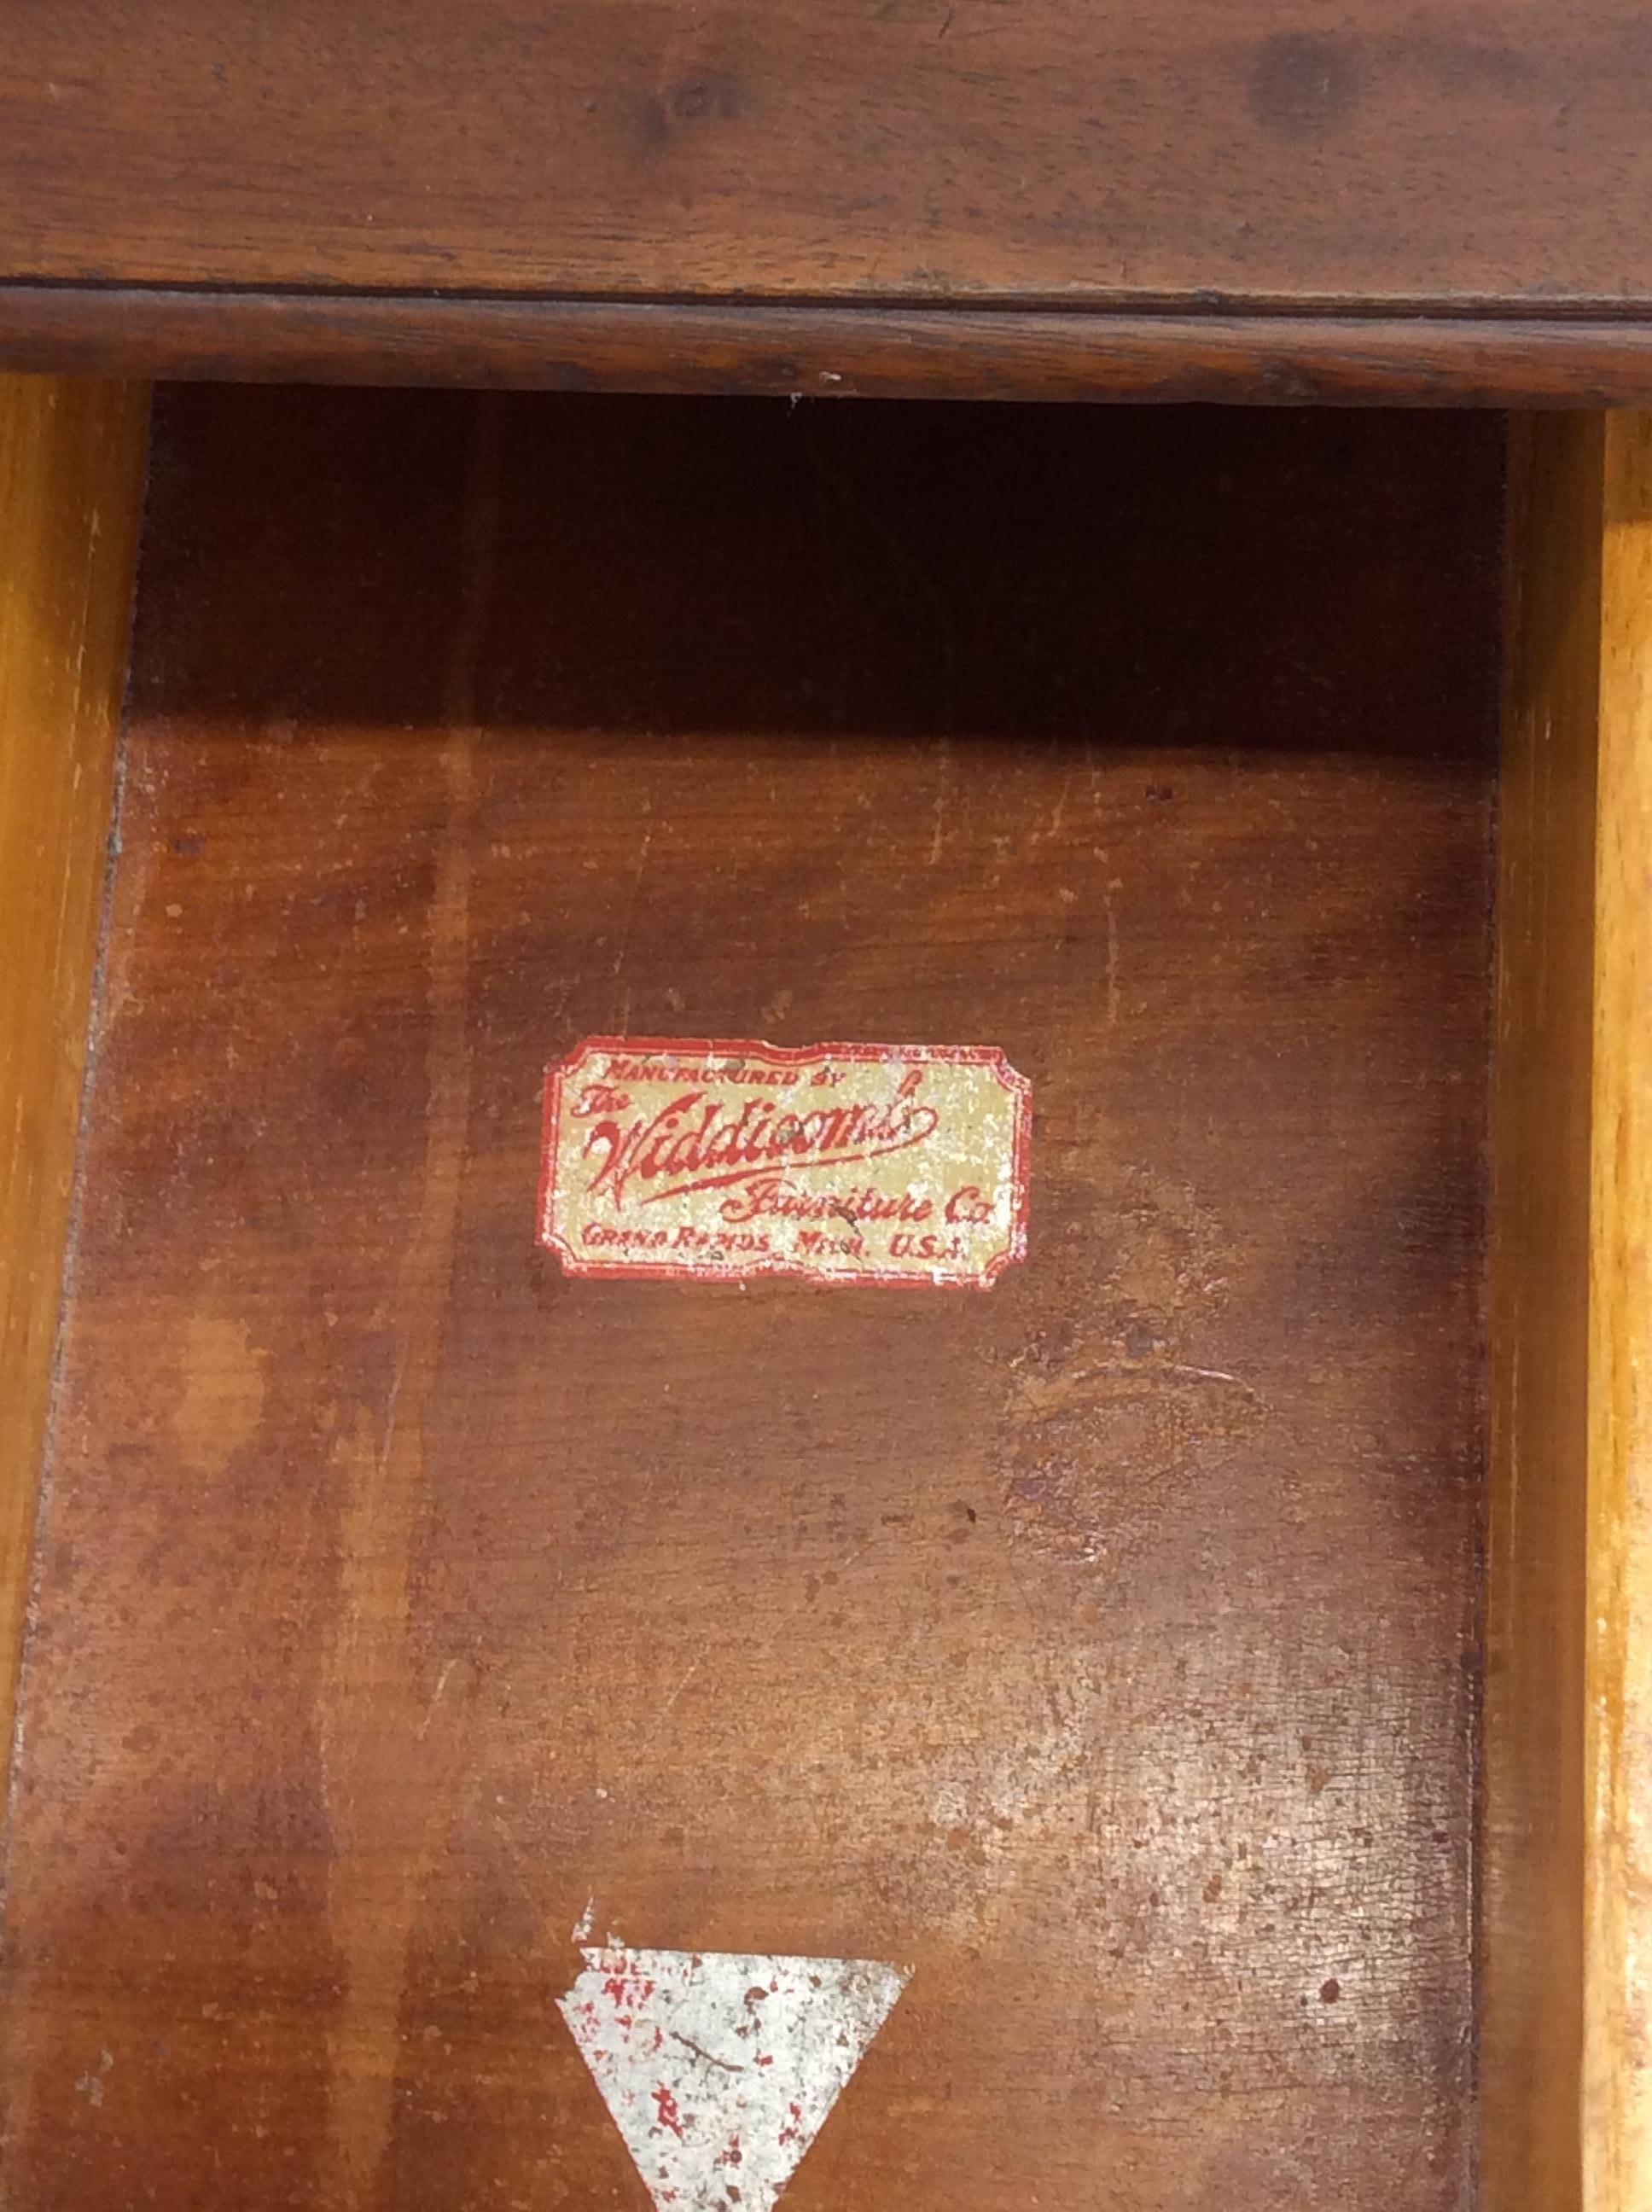 MANUFACTURED BY
The
Widdicomb
Furniture Co.
GRAND RAPIDS, MICH. U.S.A.